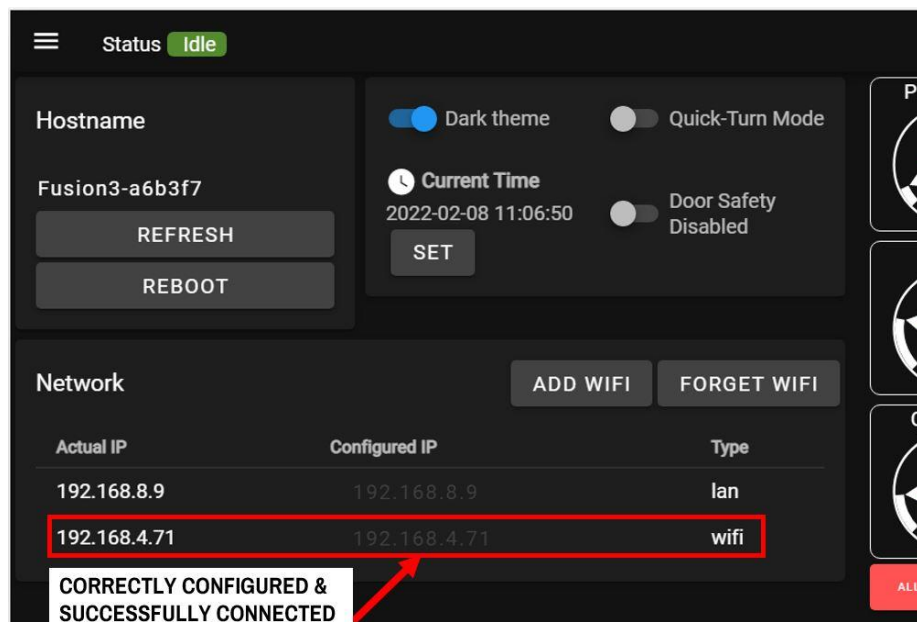 Status Idle
Hostname
Fusion3-a6b3f7
REFRESH
REBOOT
Dark theme
Quick-Turn Mode
Current Time
2022-02-08 11:06:50
SET
Door Safety
Disabled
Network
ADD WIFI
FORGET WIFI
Actual IP Configured IP Type
192.168.8.9 192.168.8.9 lan
192.168.4.71 192.168.4.71 wifi
CORRECTLY CONFIGURED &
SUCCESSFULLY CONNECTED